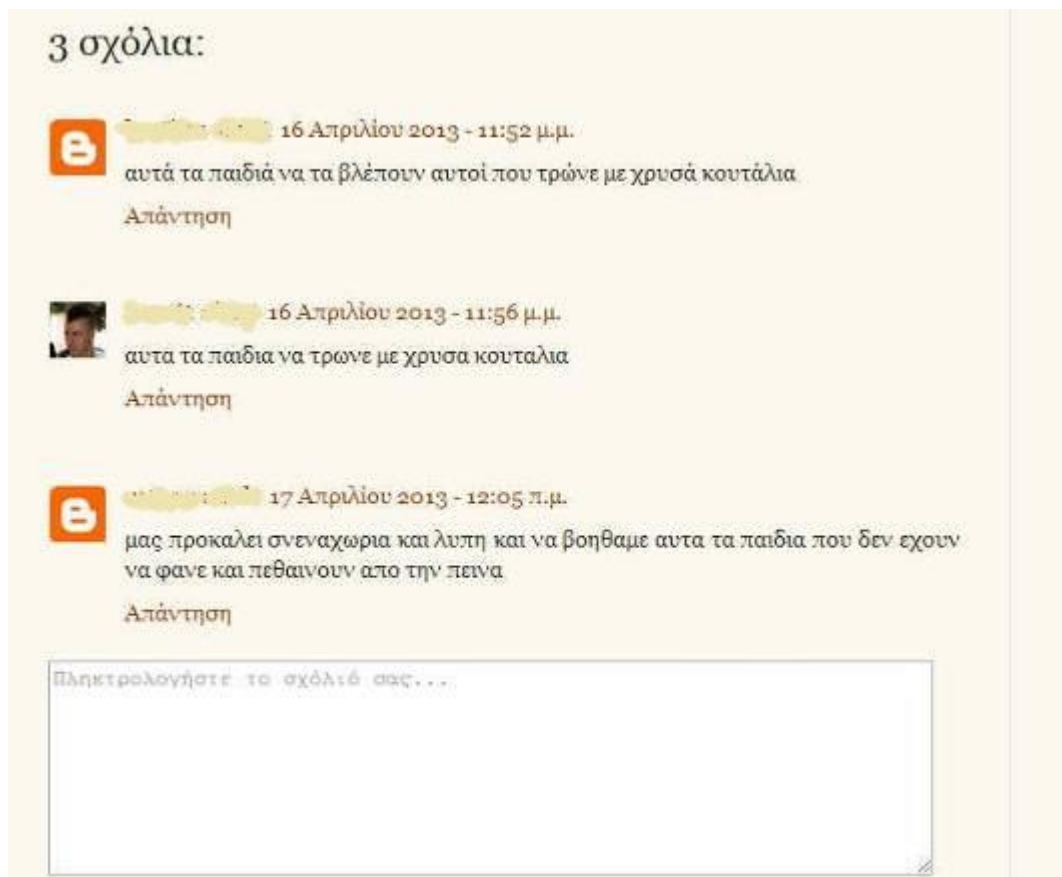 3 σχόλια:
16 Απριλίου 2013 - 11:52 μ.μ.
αυτά τα παιδιά να τα βλέπουν αυτοί που τρώνε με χρυσά κουτάλια
Απάντηση
16 Απριλίου 2013 - 11:56 μ.μ.
αυτα τα παιδια να τρωνε με χρυσα κουταλια
Απάντηση
17 Απριλίου 2013 - 12:05 π.μ.
μας προκαλει σνεναχωρια και λυπη και να βοηθαμε αυτα τα παιδια που δεν εχουν
να φανε και πεθαινουν απο την πεινα
Απάντηση
Πληκτρολογήστε το σχόλιό σας...